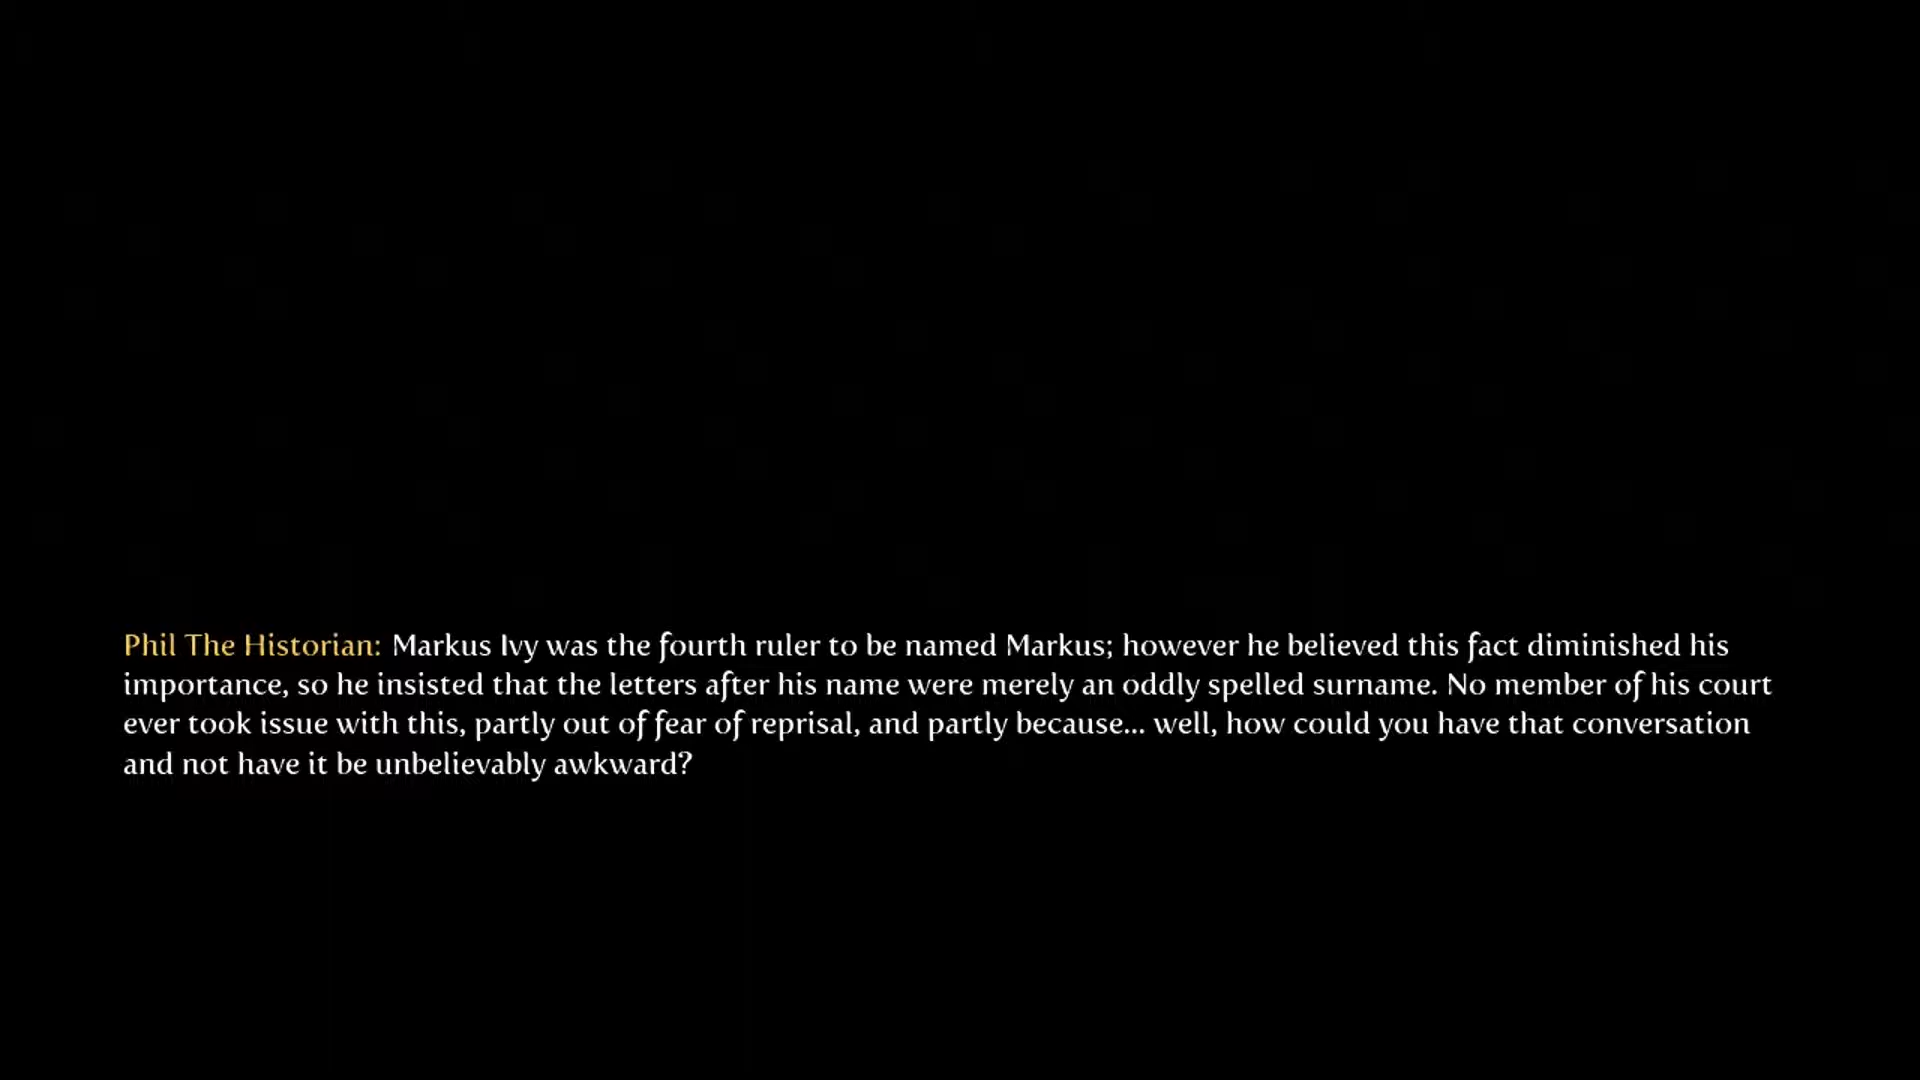 Phil The Historian: Markus Ivy was the fourth ruler to be named Markus; however he believed this fact diminished his
importance, so he insisted that the letters after his name were merely an oddly spelled surname. No member of his court
ever took issue with this, partly out of fear of reprisal, and partly because... well, how could you have that conversation
and not have it be unbelievably awkward?